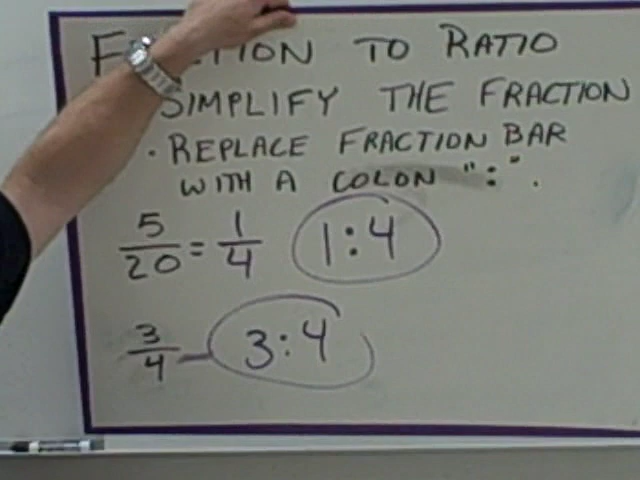 TO RATIO
SIMPLIFY THE FRACTION
· REPLACE FRACTION BAR
WITH A COLON ":".
5/20 = 1/4 1:4
3/4 – 3:4